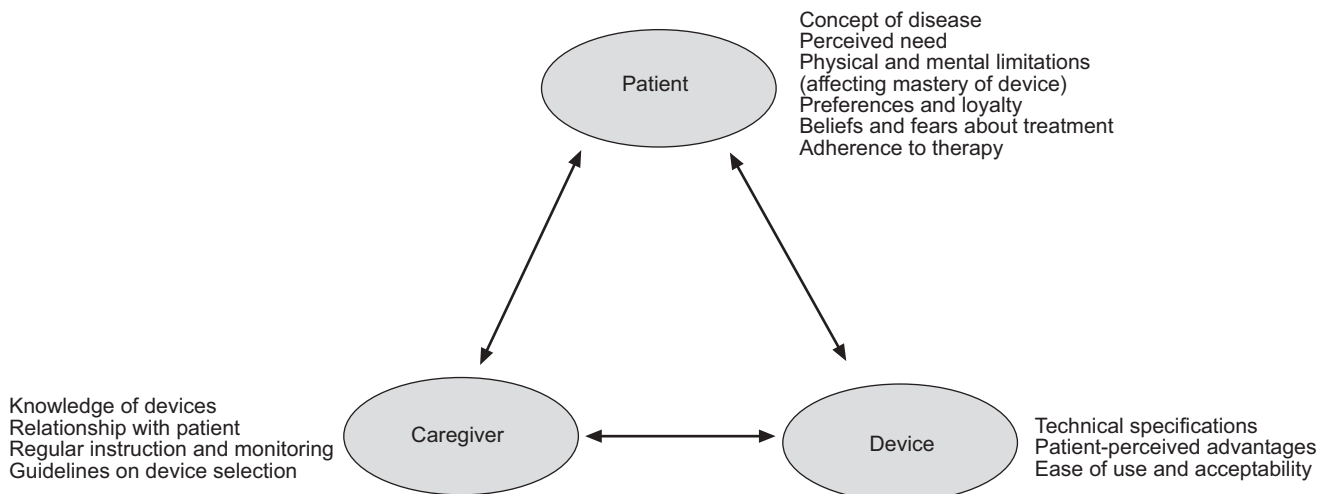 Patient
Concept of disease
Perceived need
Physical and mental limitations
(affecting mastery of device)
Preferences and loyalty
Beliefs and fears about treatment
Adherence to therapy
Knowledge of devices
Relationship with patient
Regular instruction and monitoring
Guidelines on device selection
Caregiver
Device
Technical specifications
Patient-perceived advantages
Ease of use and acceptability